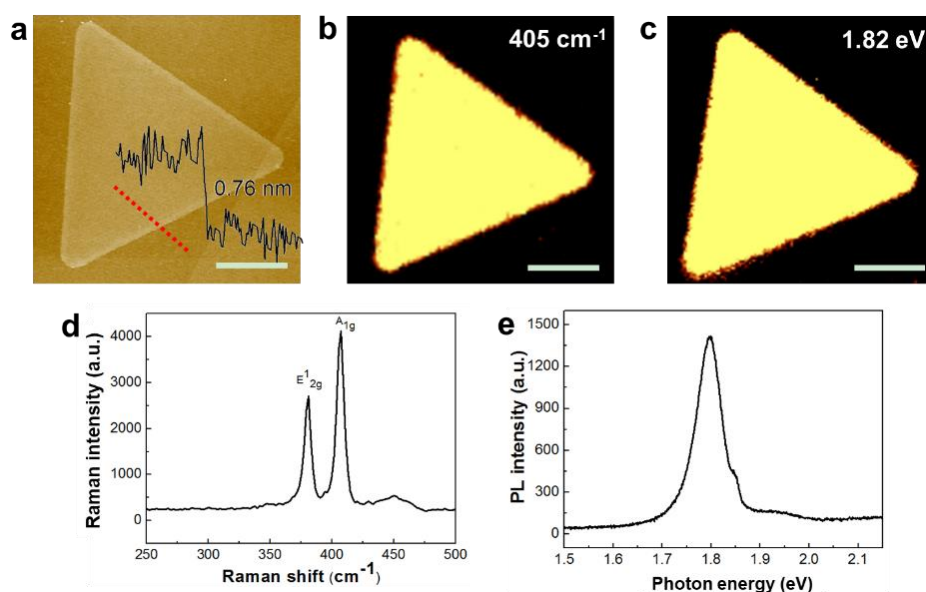 a
0.76 nm
b
405 cm⁻¹
c
1.82 eV
d
Raman intensity (a.u.)
4000
3000
2000
1000
0
E¹₂g
A₁g
250 300 350 400 450 500
Raman shift (cm⁻¹)
e
PL intensity (a.u.)
1500
1200
900
600
300
0
1.5 1.6 1.7 1.8 1.9 2.0 2.1
Photon energy (eV)